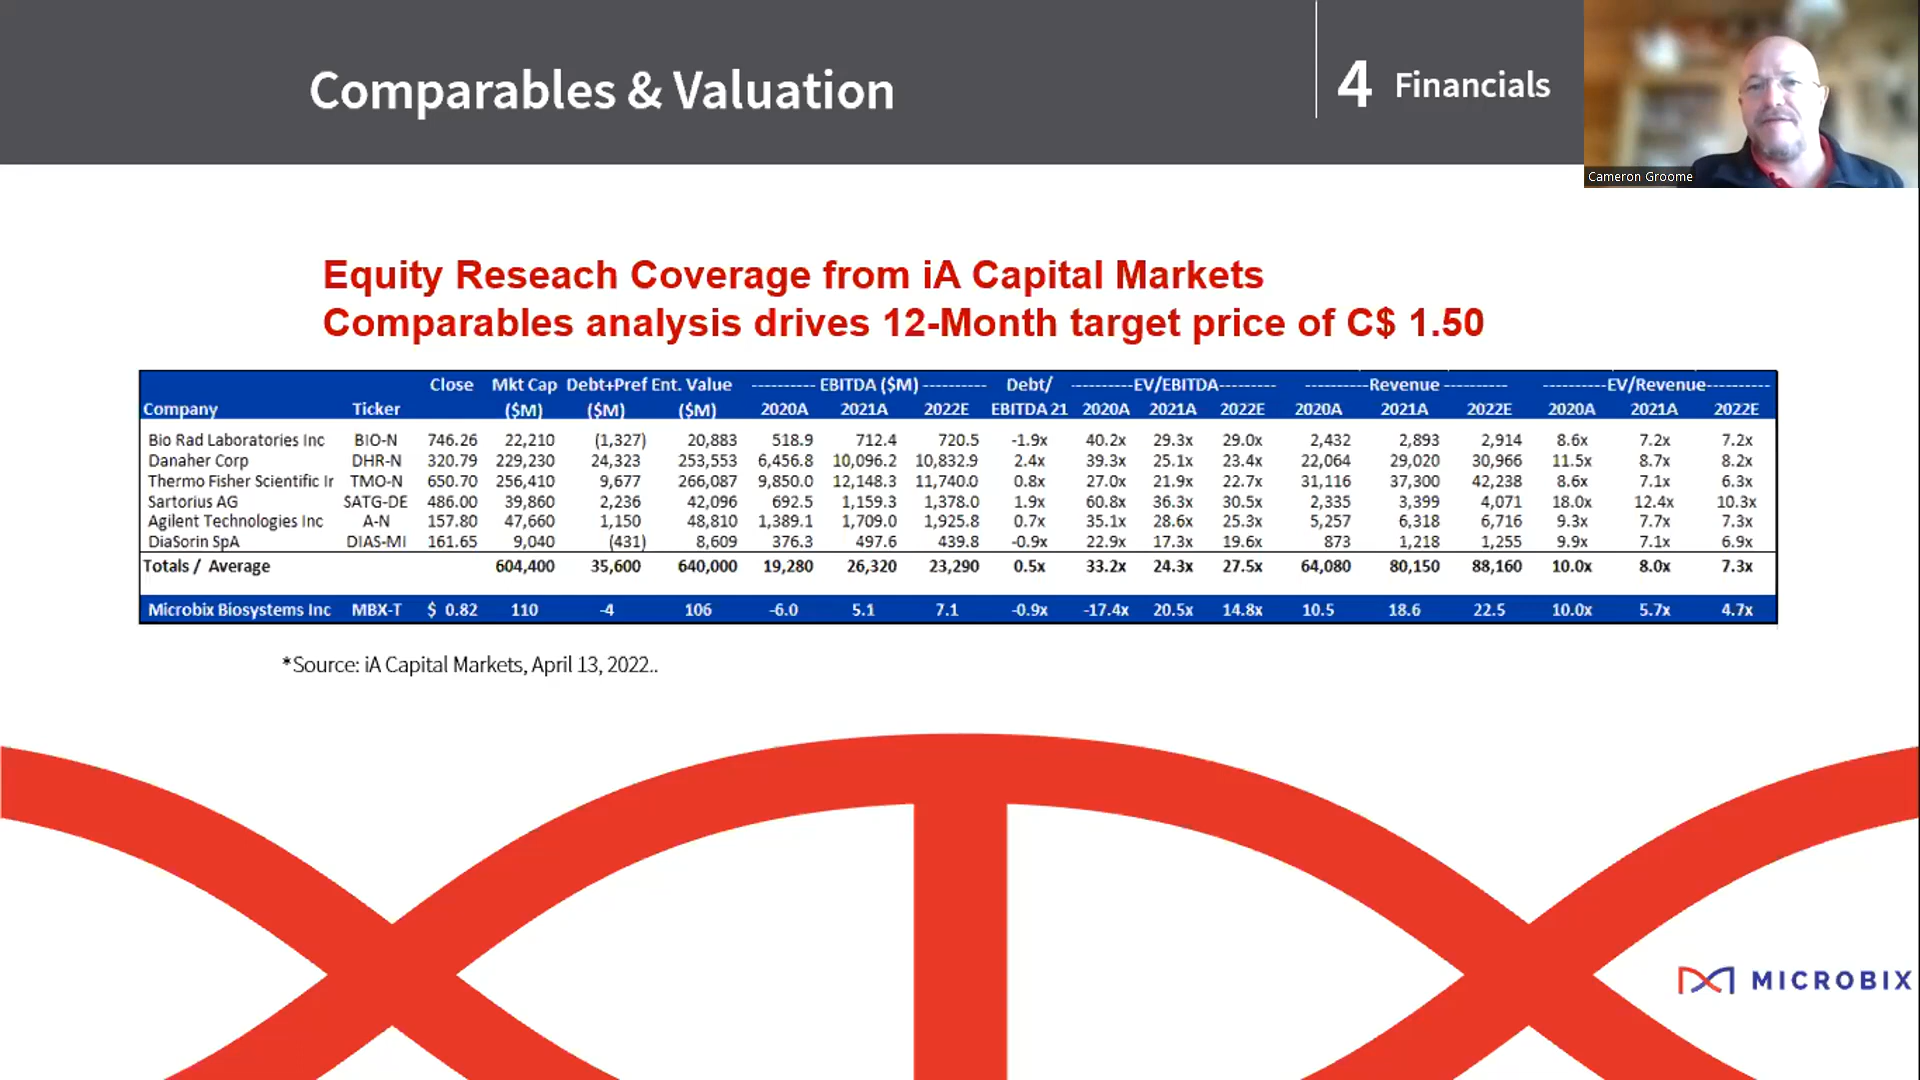 Comparables & Valuation
4 Financials
Cameron Groome
Equity Reseach Coverage from iA Capital Markets
Comparables analysis drives 12-Month target price of C$ 1.50
Close Mkt Cap Debt+Pref Ent. Value ---------- EBITDA ($M) ---------- Debt/ ----------EV/EBITDA--------- ----------Revenue ---------- ----------EV/Revenue----------
Company Ticker ($M) ($M) ($M) 2020A 2021A 2022E EBITDA 21 2020A 2021A 2022E 2020A 2021A 2022E 2020A 2021A 2022E
Bio Rad Laboratories Inc BIO-N 746.26 22,210 (1,327) 20,883 518.9 712.4 720.5 -1.9x 40.2x 29.3x 29.0x 2,432 2,893 2,914 8.6x 7.2x 7.2x
Danaher Corp DHR-N 320.79 229,230 24,323 253,553 6,456.8 10,096.2 10,832.9 2.4x 39.3x 25.1x 23.4x 22,064 29,020 30,966 11.5x 8.7x 8.2x
Thermo Fisher Scientific Ir TMO-N 650.70 256,410 9,677 266,087 9,850.0 12,148.3 11,740.0 0.8x 27.0x 21.9x 22.7x 31,116 37,300 42,238 8.6x 7.1x 6.3x
Sartorius AG SATG-DE 486.00 39,860 2,236 42,096 692.5 1,159.3 1,378.0 1.9x 60.8x 36.3x 30.5x 2,335 3,399 4,071 18.0x 12.4x 10.3x
Agilent Technologies Inc A-N 157.80 47,660 1,150 48,810 1,389.1 1,709.0 1,925.8 0.7x 35.1x 28.6x 25.3x 5,257 6,318 6,716 9.3x 7.7x 7.3x
DiaSorin SpA DIAS-MI 161.65 9,040 (431) 8,609 376.3 497.6 439.8 -0.9x 22.9x 17.3x 19.6x 873 1,218 1,255 9.9x 7.1x 6.9x
Totals / Average 604,400 35,600 640,000 19,280 26,320 23,290 0.5x 33.2x 24.3x 27.5x 64,080 80,150 88,160 10.0x 8.0x 7.3x
Microbix Biosystems Inc MBX-T $ 0.82 110 -4 106 -6.0 5.1 7.1 -0.9x -17.4x 20.5x 14.8x 10.5 18.6 22.5 10.0x 5.7x 4.7x
*Source: iA Capital Markets, April 13, 2022..
MICROBIX